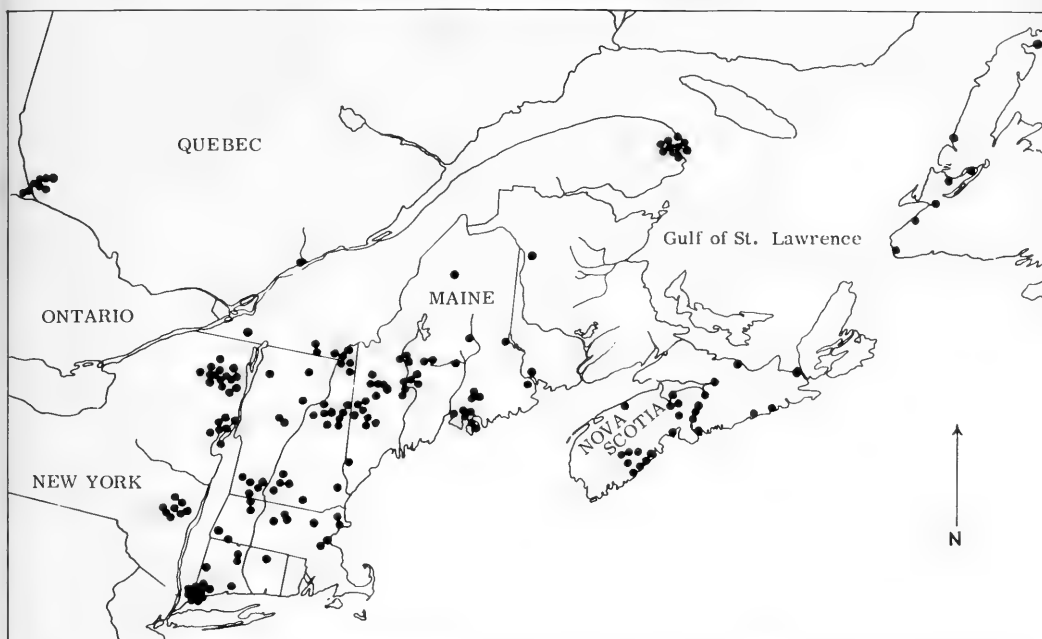 QUEBEC
Gulf of St. Lawrence
MAINE
ONTARIO
NOVA
SCOTIA
NEW YORK
N